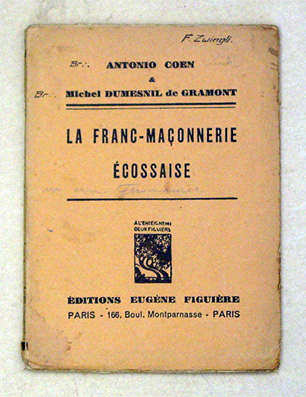 F. Zwingli.
Br∴ ANTONIO COEN
&
Br∴ Michel DUMESNIL de GRAMONT
LA FRANC-MAÇONNERIE
ÉCOSSAISE
A L'ENSEIGNE DES
DEUX FIGUIERS
ÉDITIONS EUGÈNE FIGUIÈRE
PARIS - 166, Boul. Montparnasse - PARIS